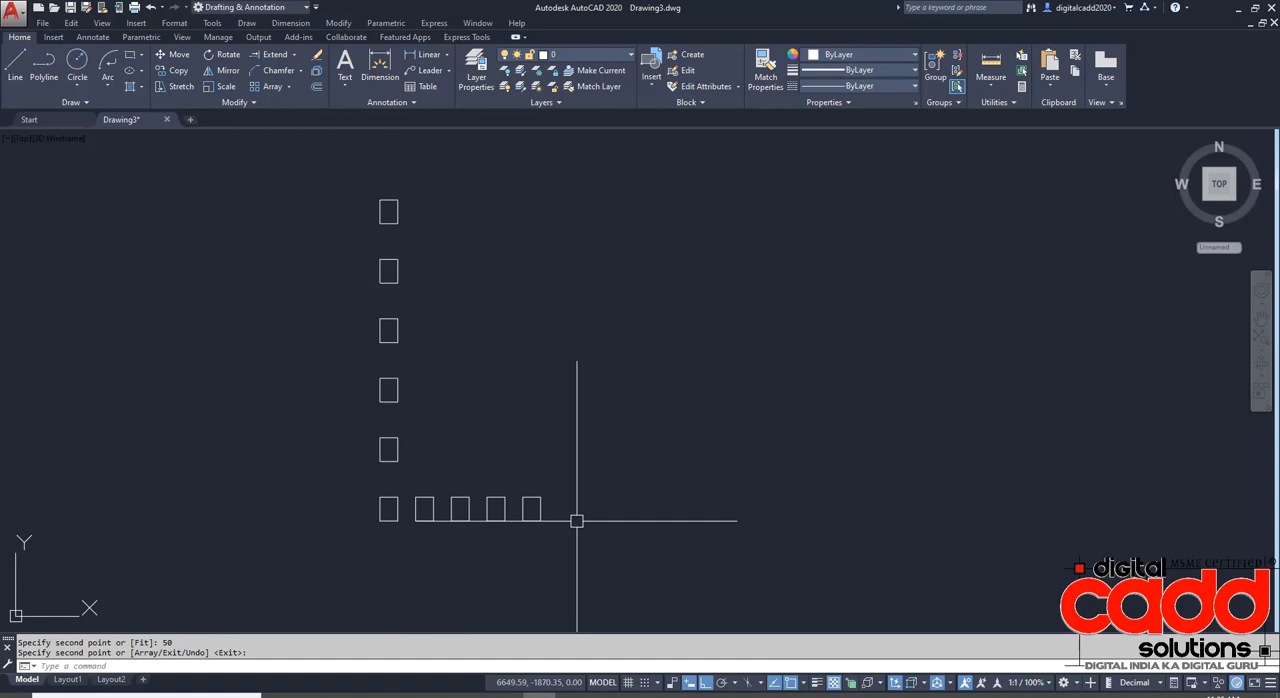 Drafting & Annotation
Autodesk AutoCAD 2020 Drawing3.dwg
Type a keyword or phrase
digitalcadd2020
File Edit View Insert Format Tools Draw Dimension Modify Parametric Express Window Help
Home Insert Annotate Parametric View Manage Output Add-ins Collaborate Featured Apps Express Tools
Line Polyline Circle Arc
Move Rotate Extend
Copy Mirror Chamfer
Stretch Scale Array
Text Dimension
Linear
Leader
Table
Layer Properties
0
Make Current
Match Layer
Insert
Create
Edit
Edit Attributes
Match Properties
ByLayer
ByLayer
ByLayer
Group
Measure
Paste
Base
Draw Modify Annotation Layers Block Properties Groups Utilities Clipboard View
Start Drawing3*
[−][Top][2D Wireframe]
N
W TOP E
S
Unnamed
Y
X
MSME CERTIFIED
digital
cadd
solutions
DIGITAL INDIA KA DIGITAL GURU
Specify second point or [Fit]: 50
Specify second point or [Array/Exit/Undo] <Exit>:
Type a command
Model Layout1 Layout2
6649.59, -1870.35, 0.00 MODEL
1:1 / 100%
Decimal